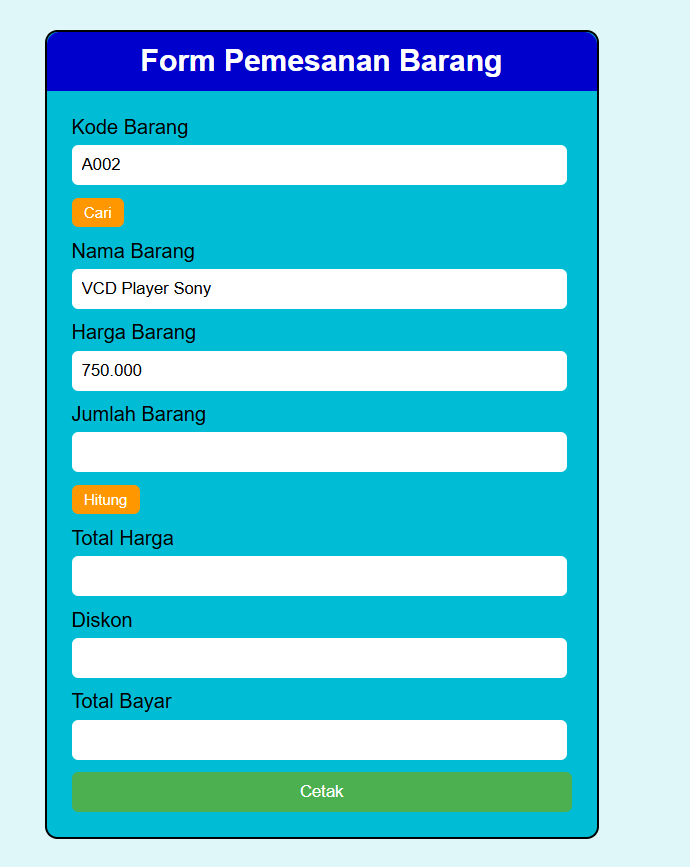 Form Pemesanan Barang
Kode Barang
A002
Cari
Nama Barang
VCD Player Sony
Harga Barang
750.000
Jumlah Barang
Hitung
Total Harga
Diskon
Total Bayar
Cetak